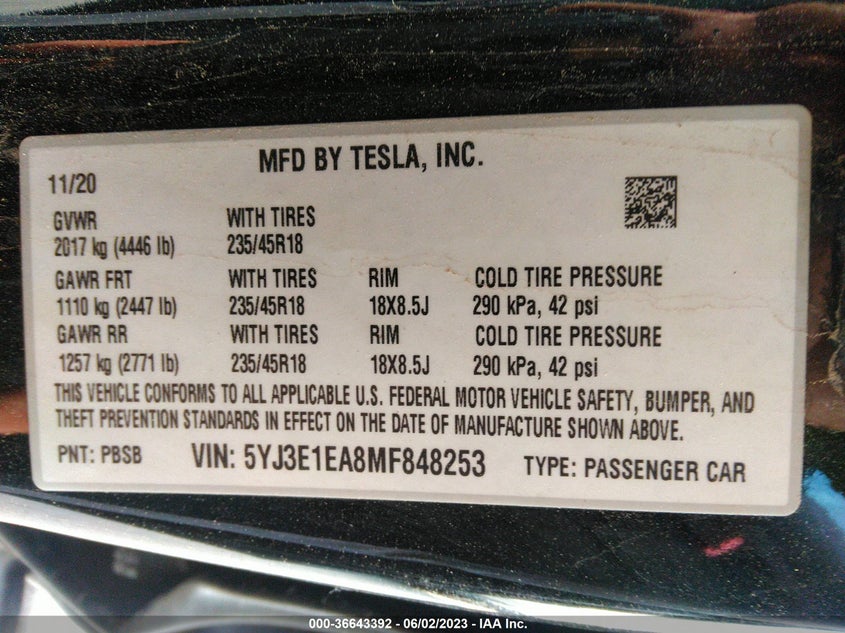 MFD BY TESLA, INC.
11/20
GVWR WITH TIRES
2017 kg (4446 lb) 235/45R18
GAWR FRT WITH TIRES RIM COLD TIRE PRESSURE
1110 kg (2447 lb) 235/45R18 18X8.5J 290 kPa, 42 psi
GAWR RR WITH TIRES RIM COLD TIRE PRESSURE
1257 kg (2771 lb) 235/45R18 18X8.5J 290 kPa, 42 psi
THIS VEHICLE CONFORMS TO ALL APPLICABLE U.S. FEDERAL MOTOR VEHICLE SAFETY, BUMPER, AND
THEFT PREVENTION STANDARDS IN EFFECT ON THE DATE OF MANUFACTURE SHOWN ABOVE.
PNT: PBSB VIN: 5YJ3E1EA8MF848253 TYPE: PASSENGER CAR
000-36643392 - 06/02/2023 - IAA Inc.